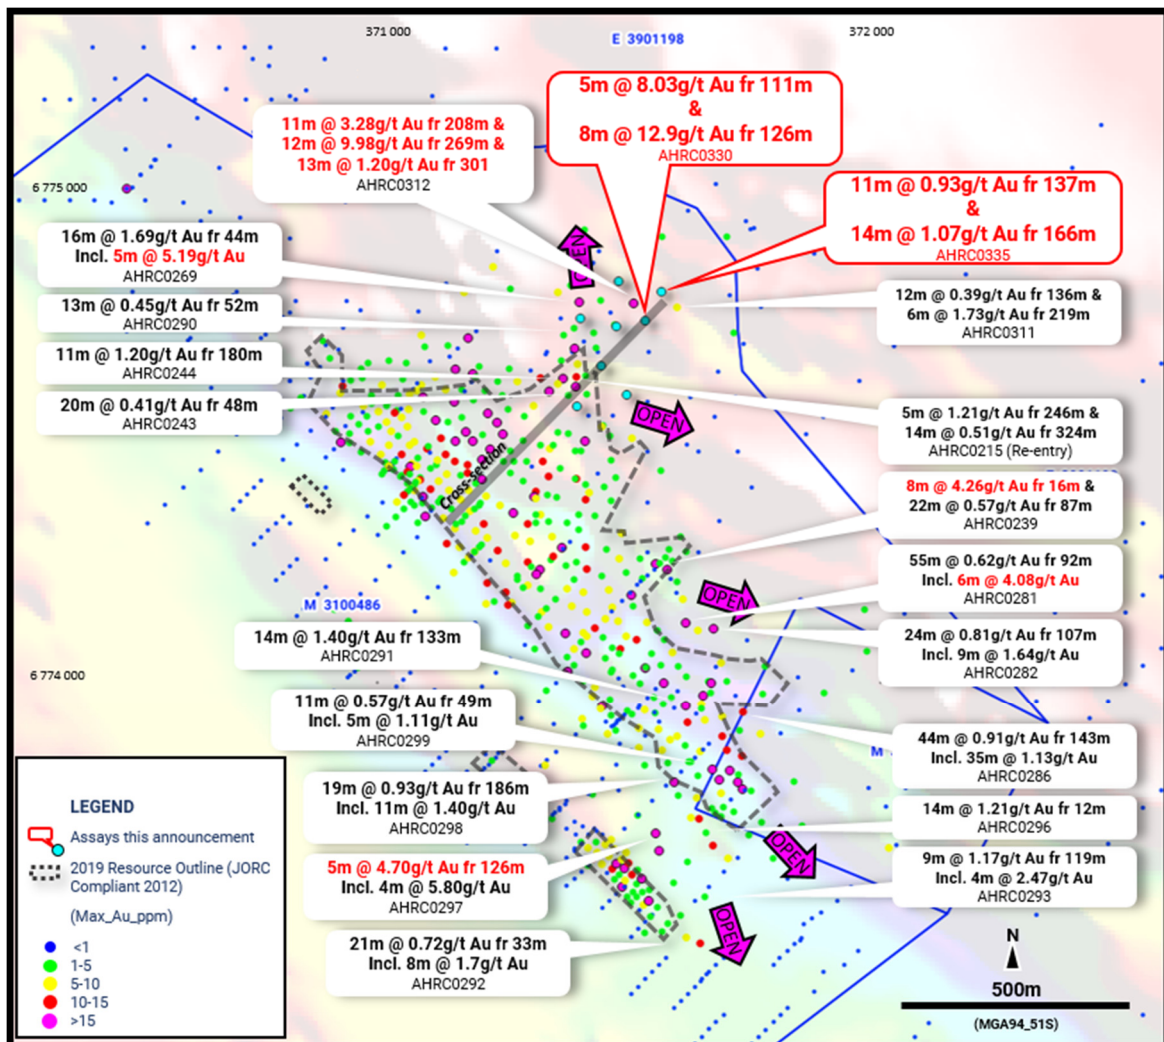 371 000
E 3901198
372 000
5m @ 8.03g/t Au fr 111m
&
8m @ 12.9g/t Au fr 126m
AHRC0330
11m @ 3.28g/t Au fr 208m &
12m @ 9.98g/t Au fr 269m &
13m @ 1.20g/t Au fr 301
AHRC0312
6 775 000
11m @ 0.93g/t Au fr 137m
&
14m @ 1.07g/t Au fr 166m
AHRC0335
16m @ 1.69g/t Au fr 44m
Incl. 5m @ 5.19g/t Au
AHRC0269
OPEN
13m @ 0.45g/t Au fr 52m
AHRC0290
12m @ 0.39g/t Au fr 136m &
6m @ 1.73g/t Au fr 219m
AHRC0311
11m @ 1.20g/t Au fr 180m
AHRC0244
20m @ 0.41g/t Au fr 48m
AHRC0243
OPEN
5m @ 1.21g/t Au fr 246m &
14m @ 0.51g/t Au fr 324m
AHRC0215 (Re-entry)
Cross-section
8m @ 4.26g/t Au fr 16m &
22m @ 0.57g/t Au fr 87m
AHRC0239
55m @ 0.62g/t Au fr 92m
Incl. 6m @ 4.08g/t Au
AHRC0281
OPEN
M 3100486
14m @ 1.40g/t Au fr 133m
AHRC0291
24m @ 0.81g/t Au fr 107m
Incl. 9m @ 1.64g/t Au
AHRC0282
6 774 000
11m @ 0.57g/t Au fr 49m
Incl. 5m @ 1.11g/t Au
AHRC0299
M
44m @ 0.91g/t Au fr 143m
Incl. 35m @ 1.13g/t Au
AHRC0286
19m @ 0.93g/t Au fr 186m
Incl. 11m @ 1.40g/t Au
AHRC0298
14m @ 1.21g/t Au fr 12m
AHRC0296
OPEN
5m @ 4.70g/t Au fr 126m
Incl. 4m @ 5.80g/t Au
AHRC0297
9m @ 1.17g/t Au fr 119m
Incl. 4m @ 2.47g/t Au
AHRC0293
OPEN
21m @ 0.72g/t Au fr 33m
Incl. 8m @ 1.7g/t Au
AHRC0292
LEGEND
Assays this announcement
2019 Resource Outline (JORC
Compliant 2012)
(Max_Au_ppm)
<1
1-5
5-10
10-15
>15
N
500m
(MGA94_51S)